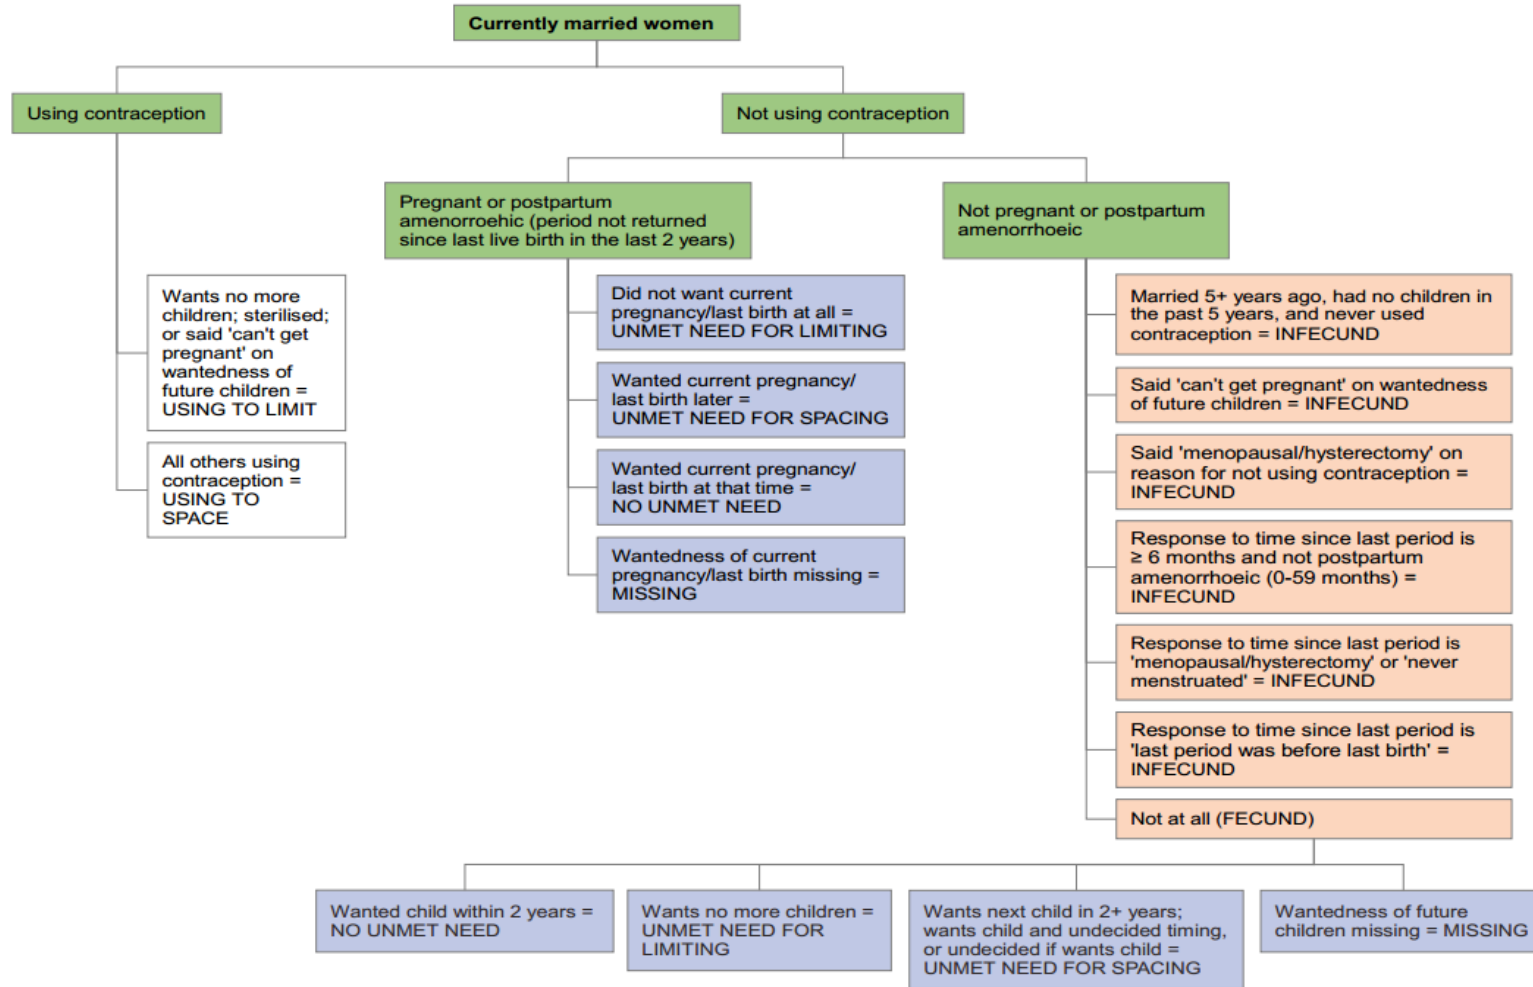 Currently married women
Using contraception
Not using contraception
Pregnant or postpartum
amenorroehic (period not returned
since last live birth in the last 2 years)
Not pregnant or postpartum
amenorrhoeic
Wants no more
children; sterilised;
or said 'can't get
pregnant' on
wantedness of
future children =
USING TO LIMIT
All others using
contraception =
USING TO
SPACE
Did not want current
pregnancy/last birth at all =
UNMET NEED FOR LIMITING
Wanted current pregnancy/
last birth later =
UNMET NEED FOR SPACING
Wanted current pregnancy/
last birth at that time =
NO UNMET NEED
Wantedness of current
pregnancy/last birth missing =
MISSING
Married 5+ years ago, had no children in
the past 5 years, and never used
contraception = INFECUND
Said 'can't get pregnant' on wantedness
of future children = INFECUND
Said 'menopausal/hysterectomy' on
reason for not using contraception =
INFECUND
Response to time since last period is
≥ 6 months and not postpartum
amenorrhoeic (0-59 months) =
INFECUND
Response to time since last period is
'menopausal/hysterectomy' or 'never
menstruated' = INFECUND
Response to time since last period is
'last period was before last birth' =
INFECUND
Not at all (FECUND)
Wanted child within 2 years =
NO UNMET NEED
Wants no more children =
UNMET NEED FOR
LIMITING
Wants next child in 2+ years;
wants child and undecided timing,
or undecided if wants child =
UNMET NEED FOR SPACING
Wantedness of future
children missing = MISSING